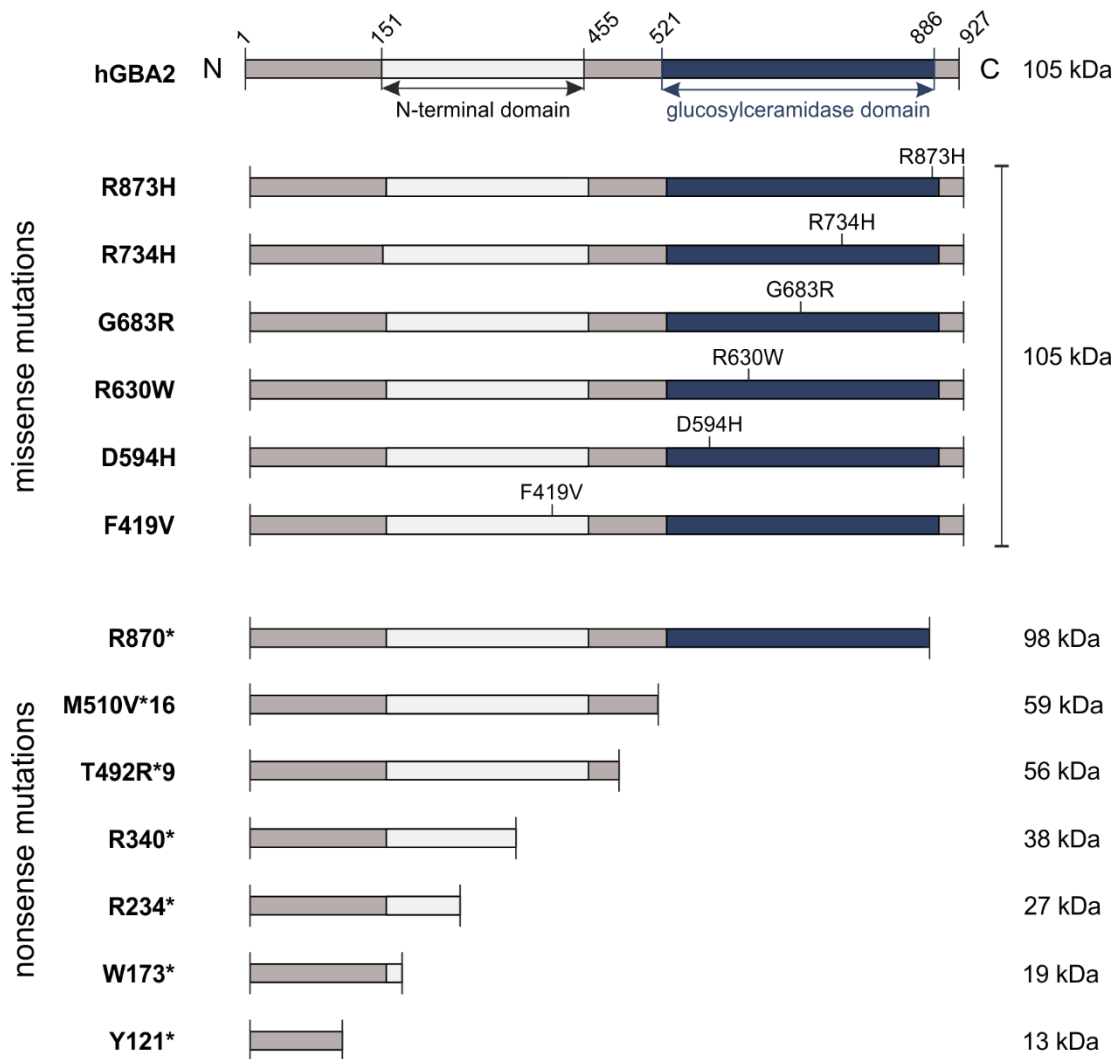 1 151 455 521 886 927
hGBA2 N C 105 kDa
N-terminal domain glucosylceramidase domain
missense mutations
R873H
R873H
R734H
R734H
G683R
G683R
105 kDa
R630W
R630W
D594H
D594H
F419V
F419V
nonsense mutations
R870* 98 kDa
M510V*16 59 kDa
T492R*9 56 kDa
R340* 38 kDa
R234* 27 kDa
W173* 19 kDa
Y121* 13 kDa